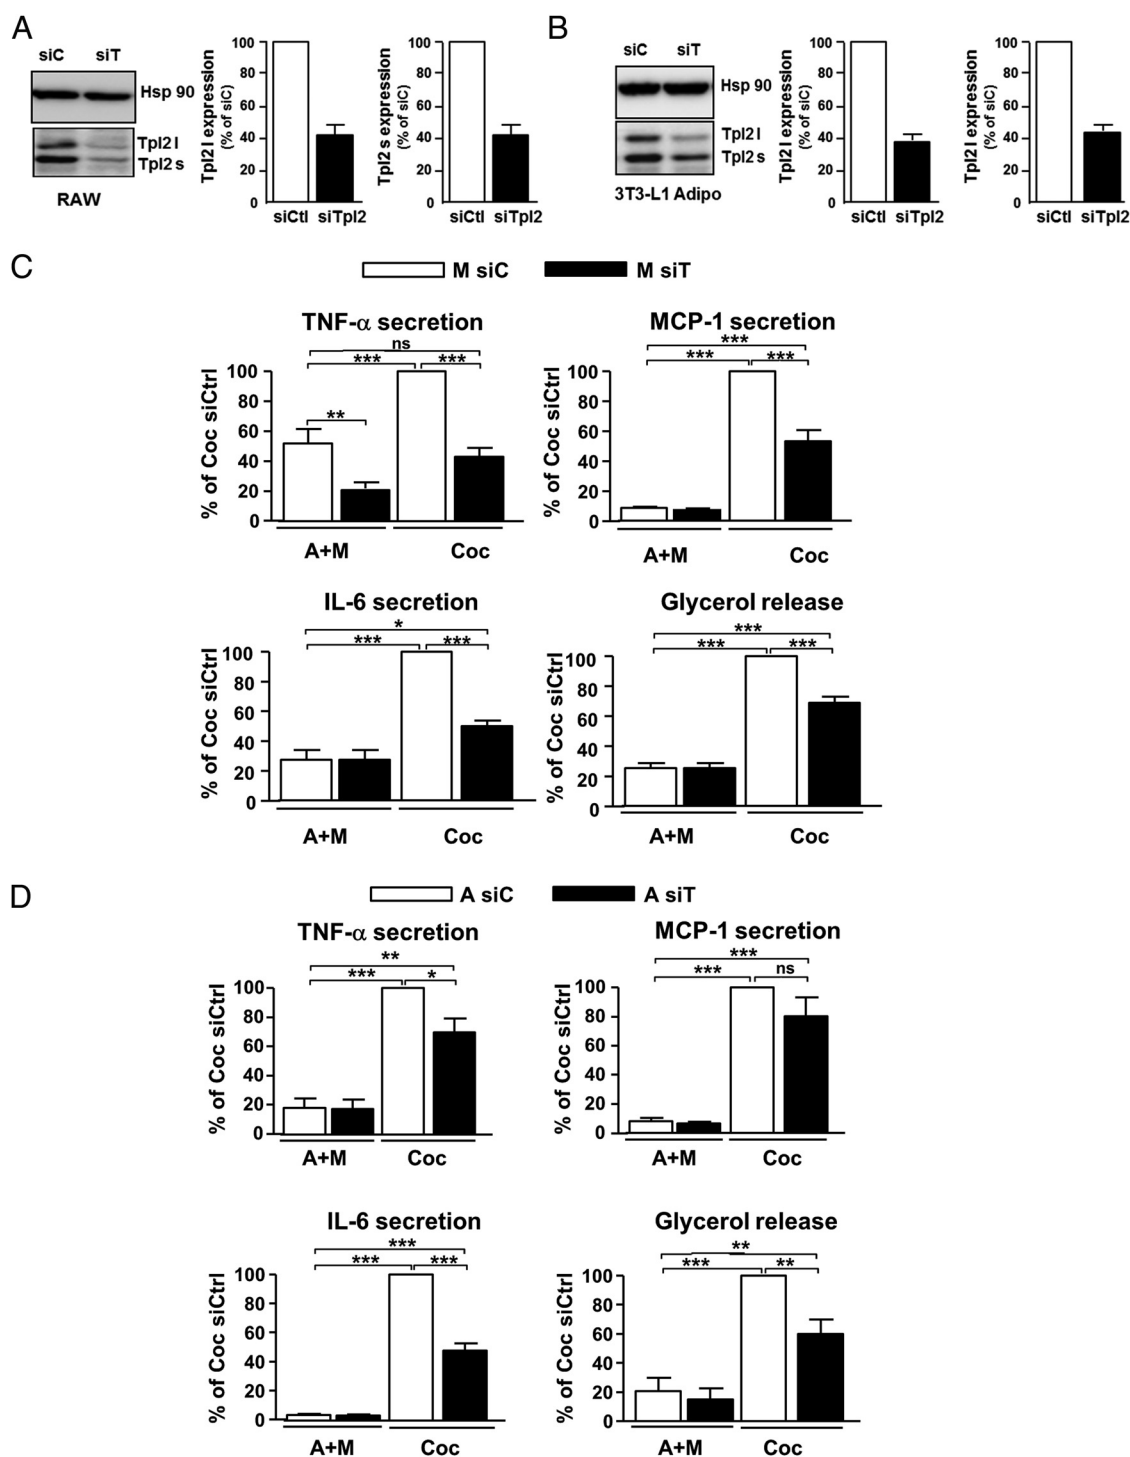 A
siC siT
Hsp 90
Tpl2 l
Tpl2 s
RAW
Tpl2 l expression
(% of siC)
100
80
60
40
20
0
siCtl siTpl2
Tpl2 s expression
(% of siC)
100
80
60
40
20
0
siCtl siTpl2
B
siC siT
Hsp 90
Tpl2 l
Tpl2 s
3T3-L1 Adipo
Tpl2 l expression
(% of siC)
100
80
60
40
20
0
siCtl siTpl2
Tpl2 l expression
(% of siC)
100
80
60
40
20
0
siCtl siTpl2
C
M siC M siT
TNF-α secretion
ns
*** ***
**
% of Coc siCtrl
100
80
60
40
20
0
A+M Coc
MCP-1 secretion
***
*** ***
% of Coc siCtrl
100
80
60
40
20
0
A+M Coc
IL-6 secretion
*
*** ***
% of Coc siCtrl
100
80
60
40
20
0
A+M Coc
Glycerol release
***
*** ***
% of Coc siCtrl
100
80
60
40
20
0
A+M Coc
D
A siC A siT
TNF-α secretion
**
*** *
% of Coc siCtrl
100
80
60
40
20
0
A+M Coc
MCP-1 secretion
***
*** ns
% of Coc siCtrl
100
80
60
40
20
0
A+M Coc
IL-6 secretion
***
*** ***
% of Coc siCtrl
100
80
60
40
20
0
A+M Coc
Glycerol release
**
*** **
% of Coc siCtrl
100
80
60
40
20
0
A+M Coc